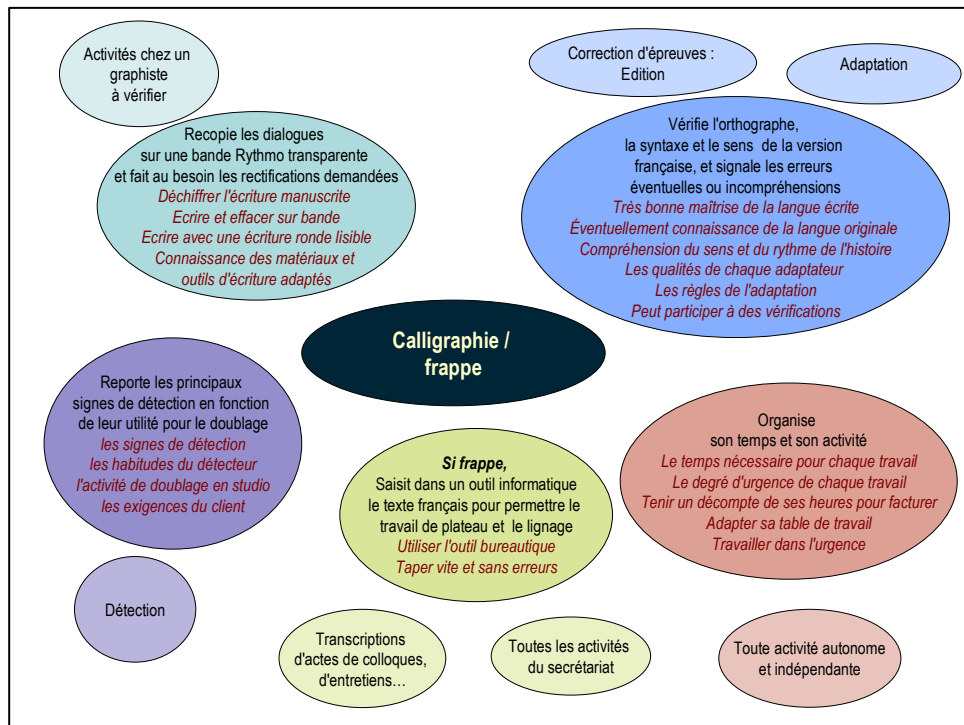 Activités chez un
graphiste
à vérifier
Correction d'épreuves :
Edition
Adaptation
Recopie les dialogues
sur une bande Rythmo transparente
et fait au besoin les rectifications demandées
Déchiffrer l'écriture manuscrite
Ecrire et effacer sur bande
Ecrire avec une écriture ronde lisible
Connaissance des matériaux et
outils d'écriture adaptés
Vérifie l'orthographe,
la syntaxe et le sens de la version
française, et signale les erreurs
éventuelles ou incompréhensions
Très bonne maîtrise de la langue écrite
Éventuellement connaissance de la langue originale
Compréhension du sens et du rythme de l'histoire
Les qualités de chaque adaptateur
Les règles de l'adaptation
Peut participer à des vérifications
Calligraphie /
frappe
Reporte les principaux
signes de détection en fonction
de leur utilité pour le doublage
les signes de détection
les habitudes du détecteur
l'activité de doublage en studio
les exigences du client
Si frappe,
Saisit dans un outil informatique
le texte français pour permettre le
travail de plateau et le lignage
Utiliser l'outil bureautique
Taper vite et sans erreurs
Organise
son temps et son activité
Le temps nécessaire pour chaque travail
Le degré d'urgence de chaque travail
Tenir un décompte de ses heures pour facturer
Adapter sa table de travail
Travailler dans l'urgence
Détection
Transcriptions
d'actes de colloques,
d'entretiens…
Toutes les activités
du secrétariat
Toute activité autonome
et indépendante